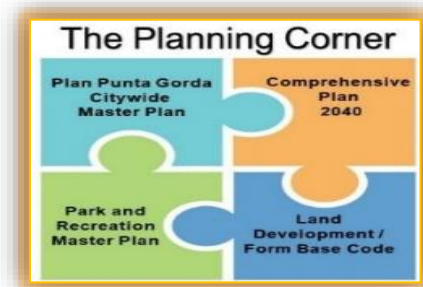 The Planning Corner
Plan Punta Gorda
Citywide
Master Plan
Comprehensive
Plan
2040
Park and
Recreation
Master Plan
Land
Development /
Form Base Code